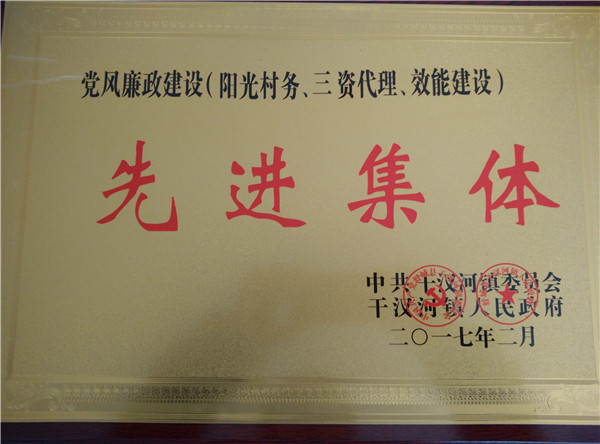 党风廉政建设（阳光村务、三资代理、效能建设）
先进集体
中共干汊河镇委员会
干汊河镇人民政府
二〇一七年二月